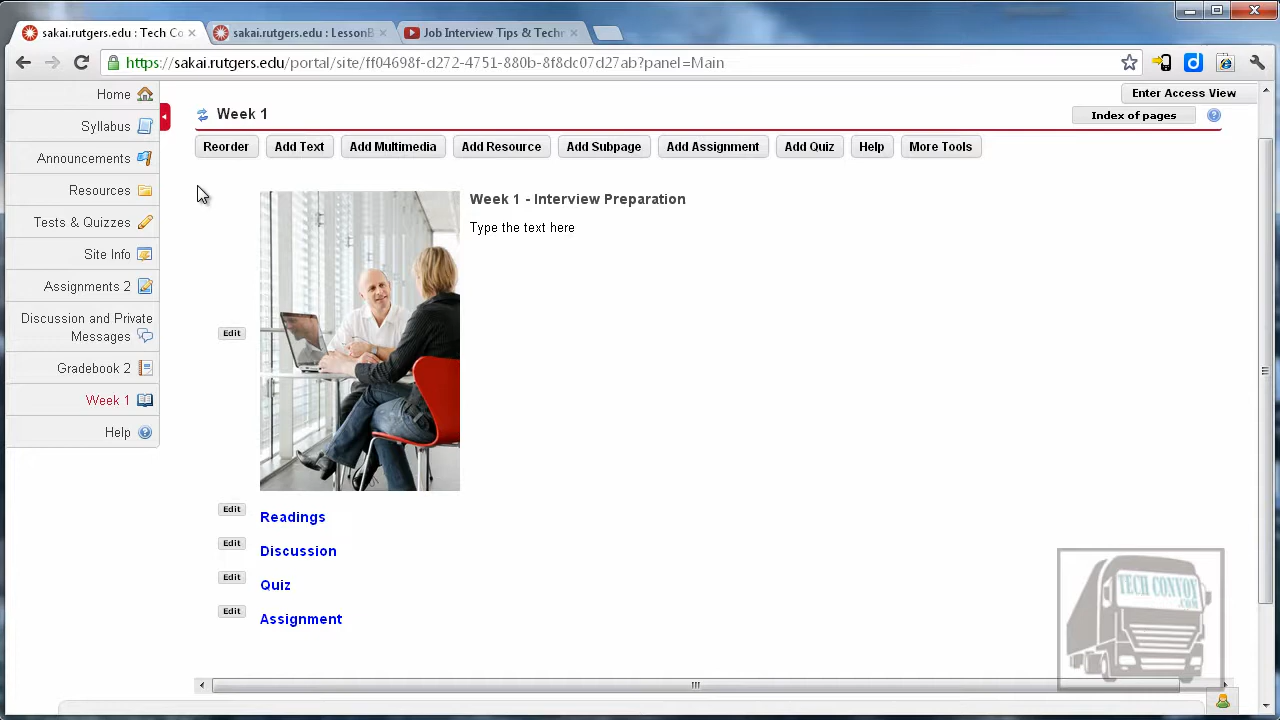 sakai.rutgers.edu : Tech Co
sakai.rutgers.edu : LessonB
Job Interview Tips & Techn
https://sakai.rutgers.edu/portal/site/ff04698f-d272-4751-880b-8f8dc07d27ab?panel=Main
Home
Syllabus
Announcements
Resources
Tests & Quizzes
Site Info
Assignments 2
Discussion and Private
Messages
Gradebook 2
Week 1
Help
Enter Access View
Week 1
Index of pages
Reorder
Add Text
Add Multimedia
Add Resource
Add Subpage
Add Assignment
Add Quiz
Help
More Tools
Week 1 - Interview Preparation
Type the text here
Edit
Edit
Readings
Edit
Discussion
Edit
Quiz
Edit
Assignment
TECH CONVOY
.COM